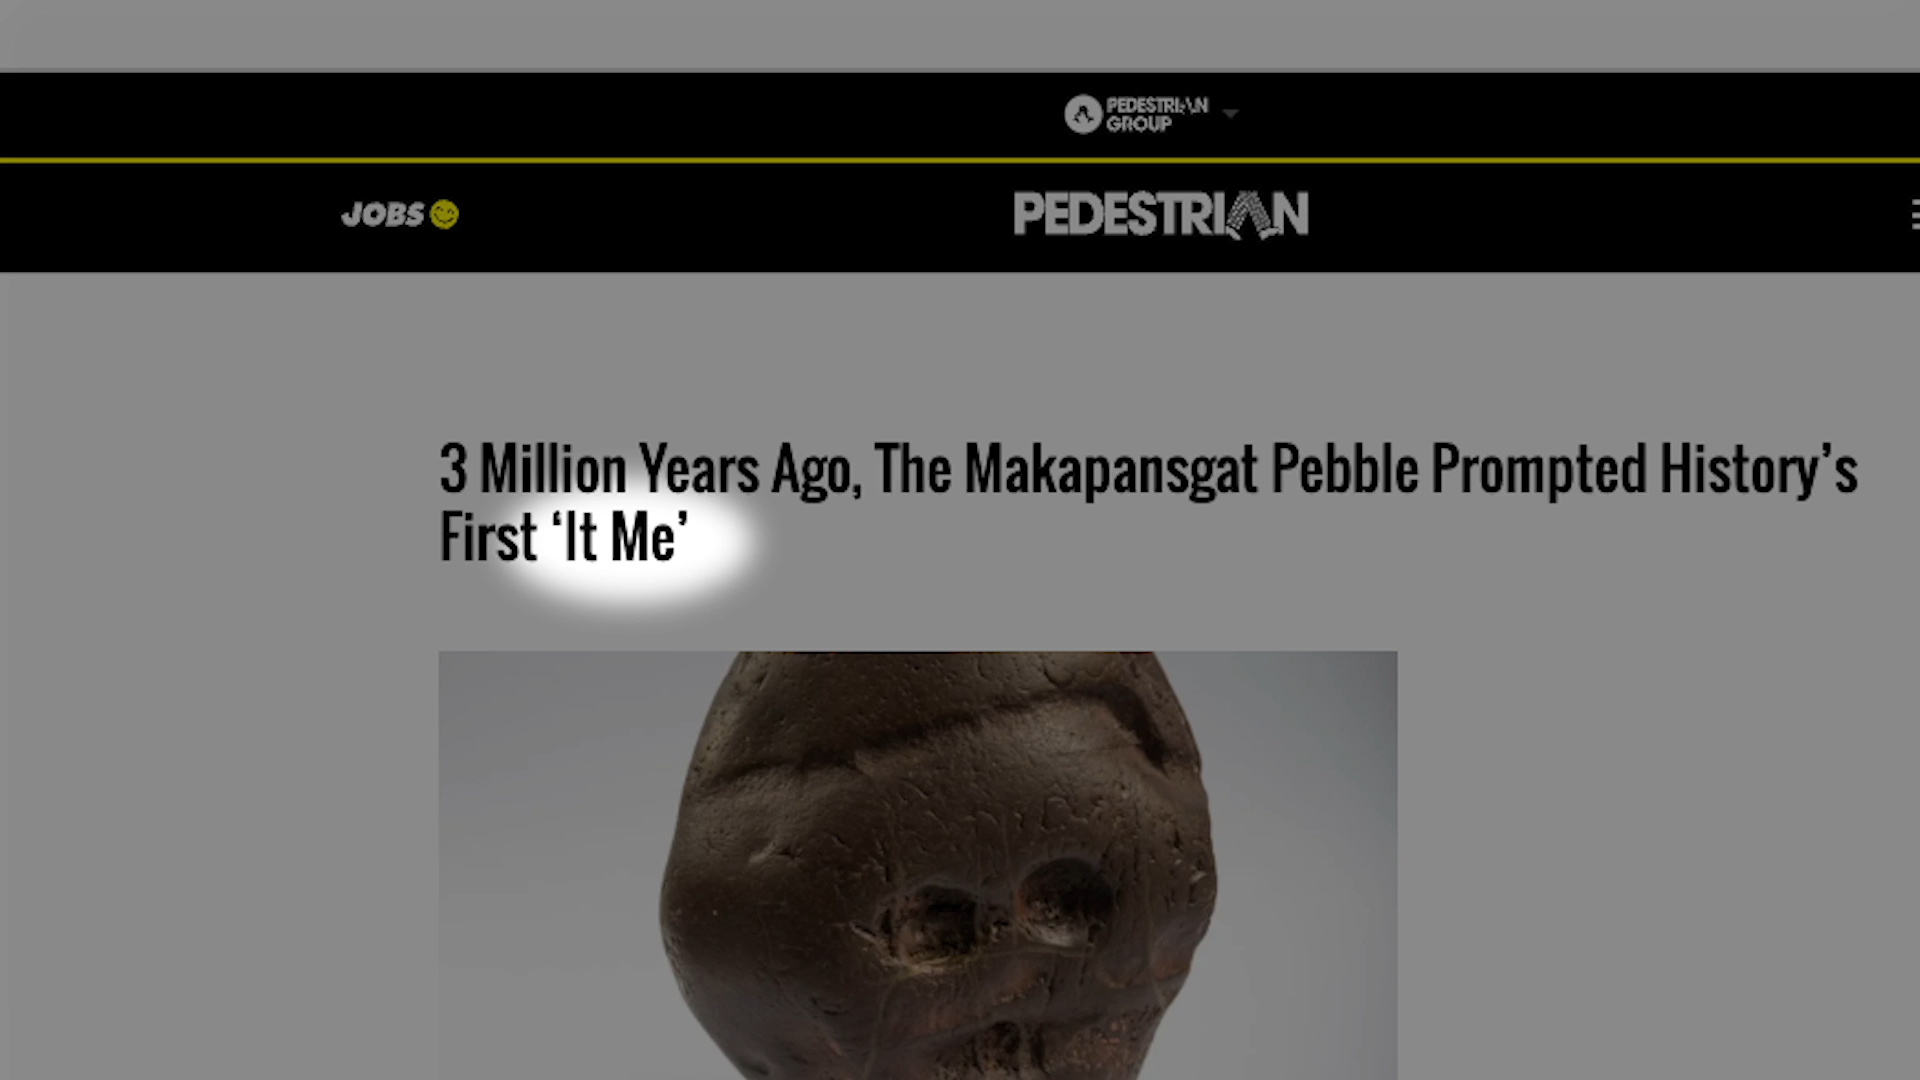 PEDESTRIAN
GROUP
JOBS
PEDESTRIAN
3 Million Years Ago, The Makapansgat Pebble Prompted History’s
First ‘It Me’